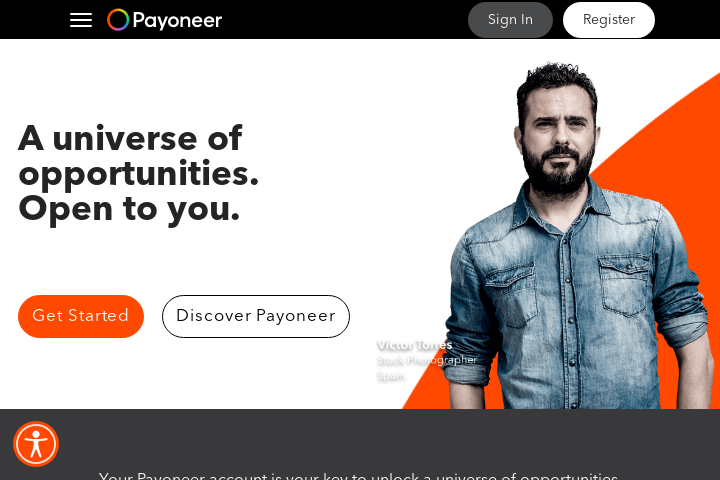 Payoneer
Sign In
Register
A universe of
opportunities.
Open to you.
Get Started
Discover Payoneer
Victor Torres
Stock Photographer
Spain
Your Payoneer account is your key to unlock a universe of opportunities.